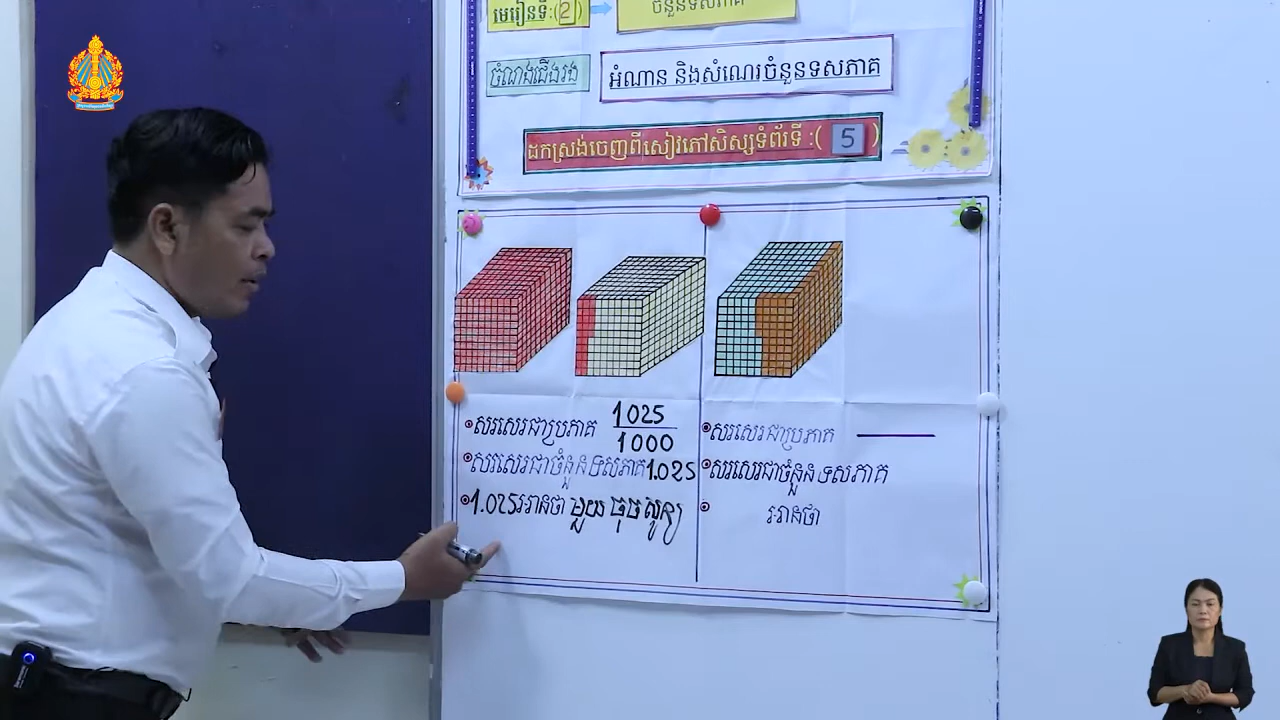 មេរៀនទី:(2)
ចំនួនទសភាគ
ចំណងជើងរង
អំណាន និងសំណេរចំនួនទសភាគ
ដកស្រង់ចេញពីសៀវភៅសិស្សទំព័រទី :( 5 )
សរសេរជាប្រភាគ 1025/1000
សរសេរជាចំនួនទសភាគ 1.025
1.025 អានថា មួយ ចុច សូន្យ
សរសេរជាប្រភាគ
សរសេរជាចំនួនទសភាគ
អានថា